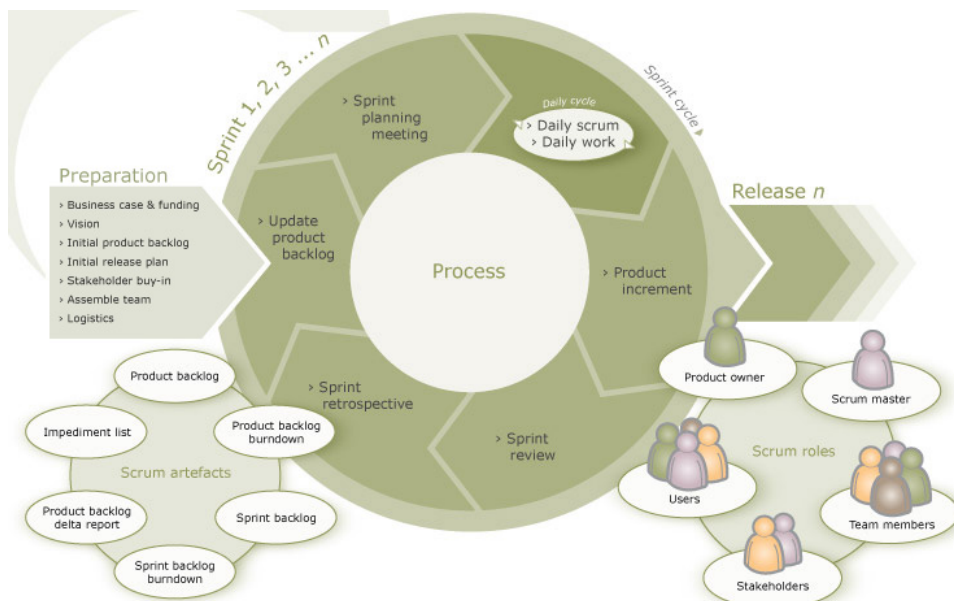 Sprint 1, 2, 3 ... n
Sprint cycle
Preparation
› Business case & funding
› Vision
› Initial product backlog
› Initial release plan
› Stakeholder buy-in
› Assemble team
› Logistics
› Update
product
backlog
› Sprint
planning
meeting
Daily cycle
› Daily scrum
› Daily work
› Product
increment
› Sprint
review
› Sprint
retrospective
Process
Release n
Scrum artefacts
Product backlog
Product backlog
burndown
Sprint backlog
Sprint backlog
burndown
Product backlog
delta report
Impediment list
Scrum roles
Product owner
Scrum master
Team members
Stakeholders
Users